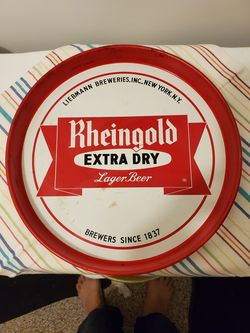 LIEBMANN BREWERIES, INC., NEW YORK, N.Y.
Rheingold
EXTRA DRY
Lager Beer
®
BREWERS SINCE 1837